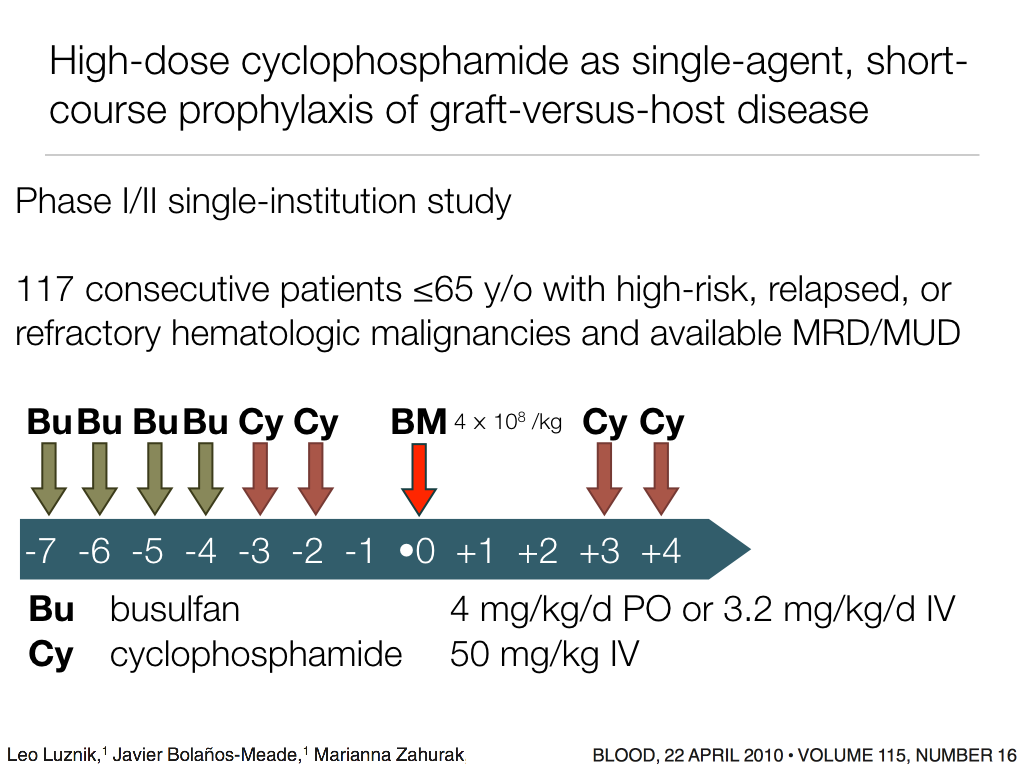 High-dose cyclophosphamide as single-agent, short-
course prophylaxis of graft-versus-host disease
Phase I/II single-institution study
117 consecutive patients ≤65 y/o with high-risk, relapsed, or
refractory hematologic malignancies and available MRD/MUD
Bu Bu Bu Bu Cy Cy BM 4 x 10⁸ /kg Cy Cy
-7 -6 -5 -4 -3 -2 -1 •0 +1 +2 +3 +4
Bu busulfan 4 mg/kg/d PO or 3.2 mg/kg/d IV
Cy cyclophosphamide 50 mg/kg IV
Leo Luznik,¹ Javier Bolaños-Meade,¹ Marianna Zahurak BLOOD, 22 APRIL 2010 • VOLUME 115, NUMBER 16